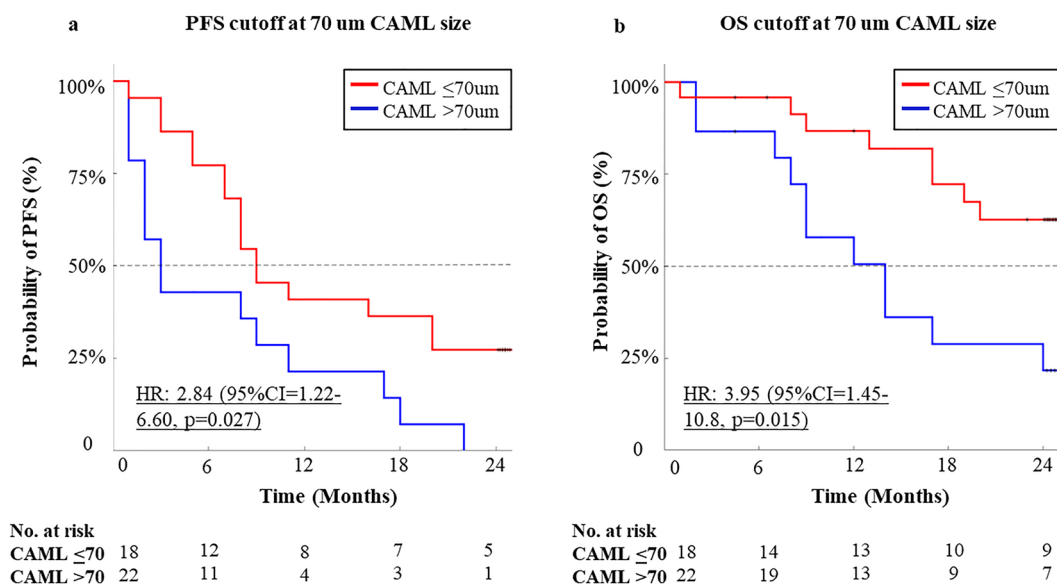 a PFS cutoff at 70 um CAML size
CAML ≤70um
CAML >70um
Probability of PFS (%)
100%
75%
50%
25%
0
HR: 2.84 (95%CI=1.22-
6.60, p=0.027)
0 6 12 18 24
Time (Months)
No. at risk
CAML ≤70 18 12 8 7 5
CAML >70 22 11 4 3 1
b OS cutoff at 70 um CAML size
CAML ≤70um
CAML >70um
Probability of OS (%)
100%
75%
50%
25%
0
HR: 3.95 (95%CI=1.45-
10.8, p=0.015)
0 6 12 18 24
Time (Months)
No. at risk
CAML ≤70 18 14 13 10 9
CAML >70 22 19 13 9 7